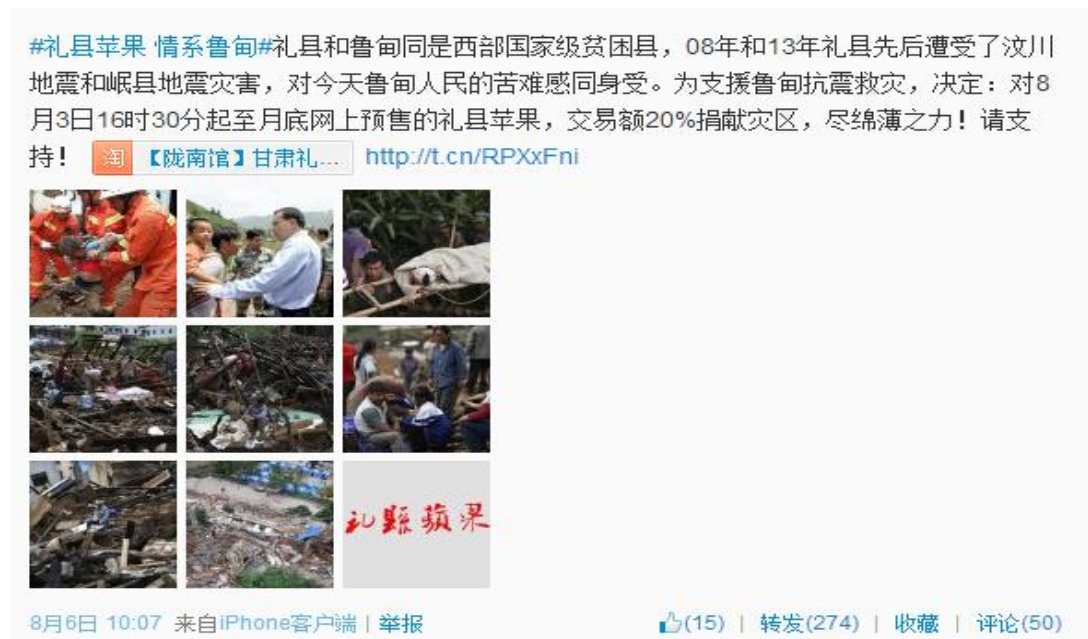 #礼县苹果 情系鲁甸#礼县和鲁甸同是西部国家级贫困县，08年和13年礼县先后遭受了汶川
地震和岷县地震灾害，对今天鲁甸人民的苦难感同身受。为支援鲁甸抗震救灾，决定：对8
月3日16时30分起至月底网上预售的礼县苹果，交易额20%捐献灾区，尽绵薄之力！请支
持！ 淘 【陇南馆】甘肃礼... http://t.cn/RPXxFni
礼縣蘋果
8月6日 10:07 来自iPhone客户端 | 举报 (15) | 转发(274) | 收藏 | 评论(50)